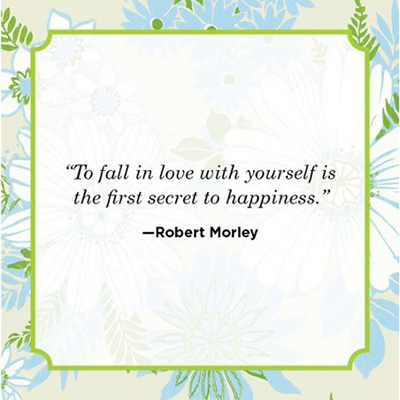 “To fall in love with yourself is
the first secret to happiness.”
—Robert Morley